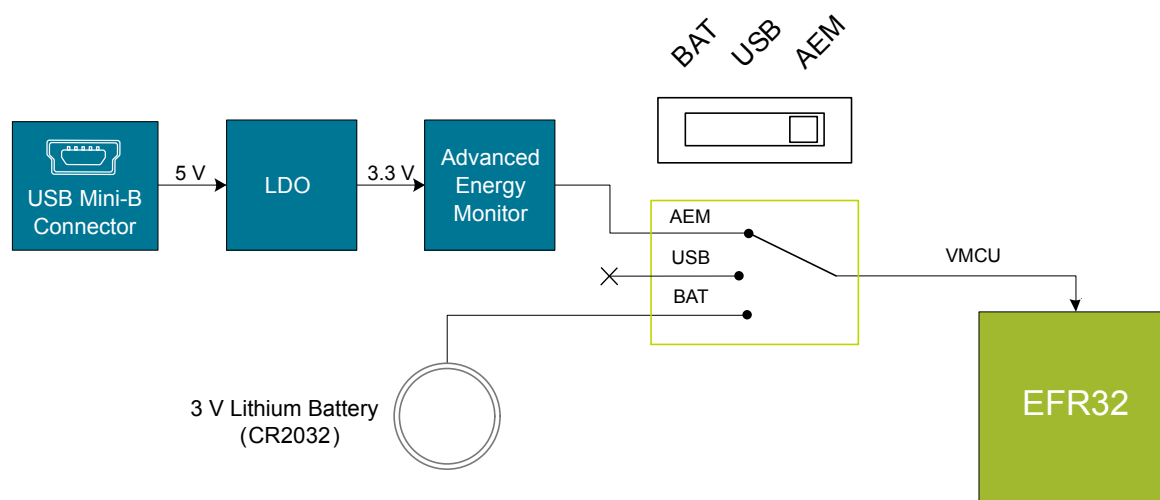 BAT
USB
AEM
USB Mini-B
Connector
5 V
LDO
3.3 V
Advanced
Energy
Monitor
AEM
USB
BAT
VMCU
3 V Lithium Battery
(CR2032)
EFR32